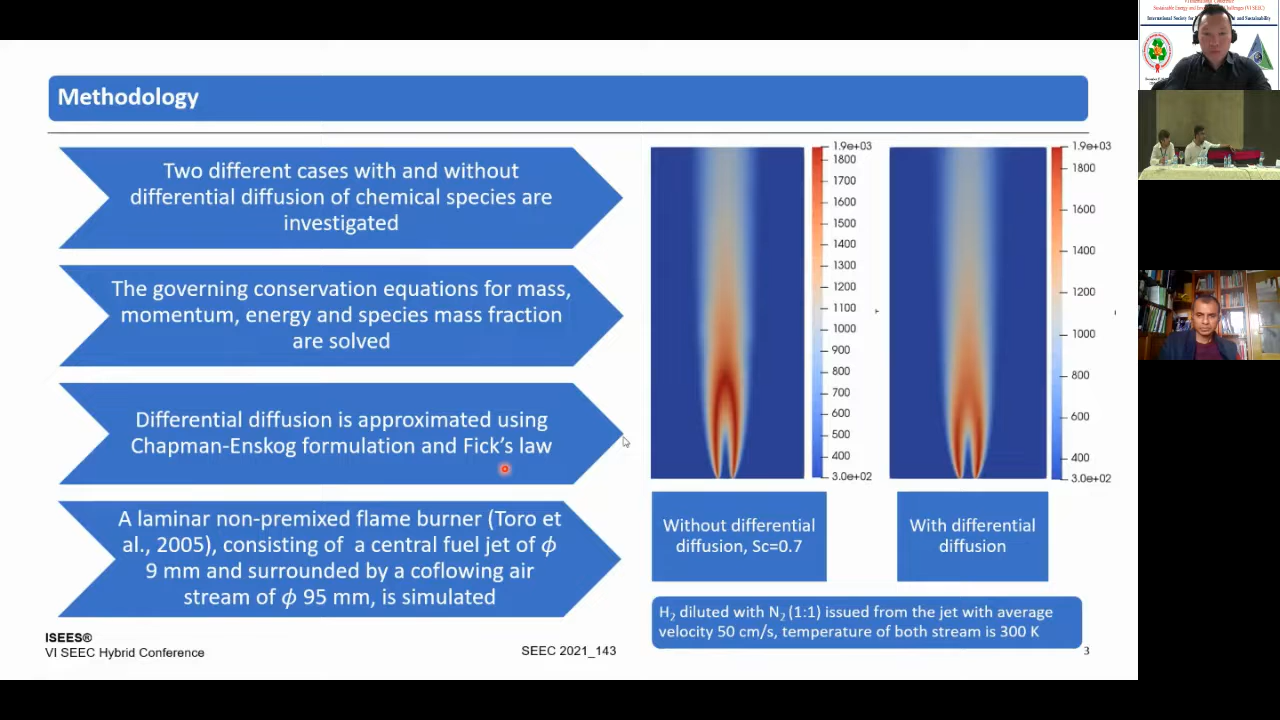 Methodology
Two different cases with and without
differential diffusion of chemical species are
investigated
The governing conservation equations for mass,
momentum, energy and species mass fraction
are solved
Differential diffusion is approximated using
Chapman-Enskog formulation and Fick's law
A laminar non-premixed flame burner (Toro et
al., 2005), consisting of a central fuel jet of ϕ
9 mm and surrounded by a coflowing air
stream of ϕ 95 mm, is simulated
1.9e+03
1800
1700
1600
1500
1400
1300
1200
1100
1000
900
800
700
600
500
400
3.0e+02
1.9e+03
1800
1600
1400
1200
1000
800
600
400
3.0e+02
Without differential
diffusion, Sc=0.7
With differential
diffusion
H₂ diluted with N₂ (1:1) issued from the jet with average
velocity 50 cm/s, temperature of both stream is 300 K
ISEES®
VI SEEC Hybrid Conference
SEEC 2021_143
3